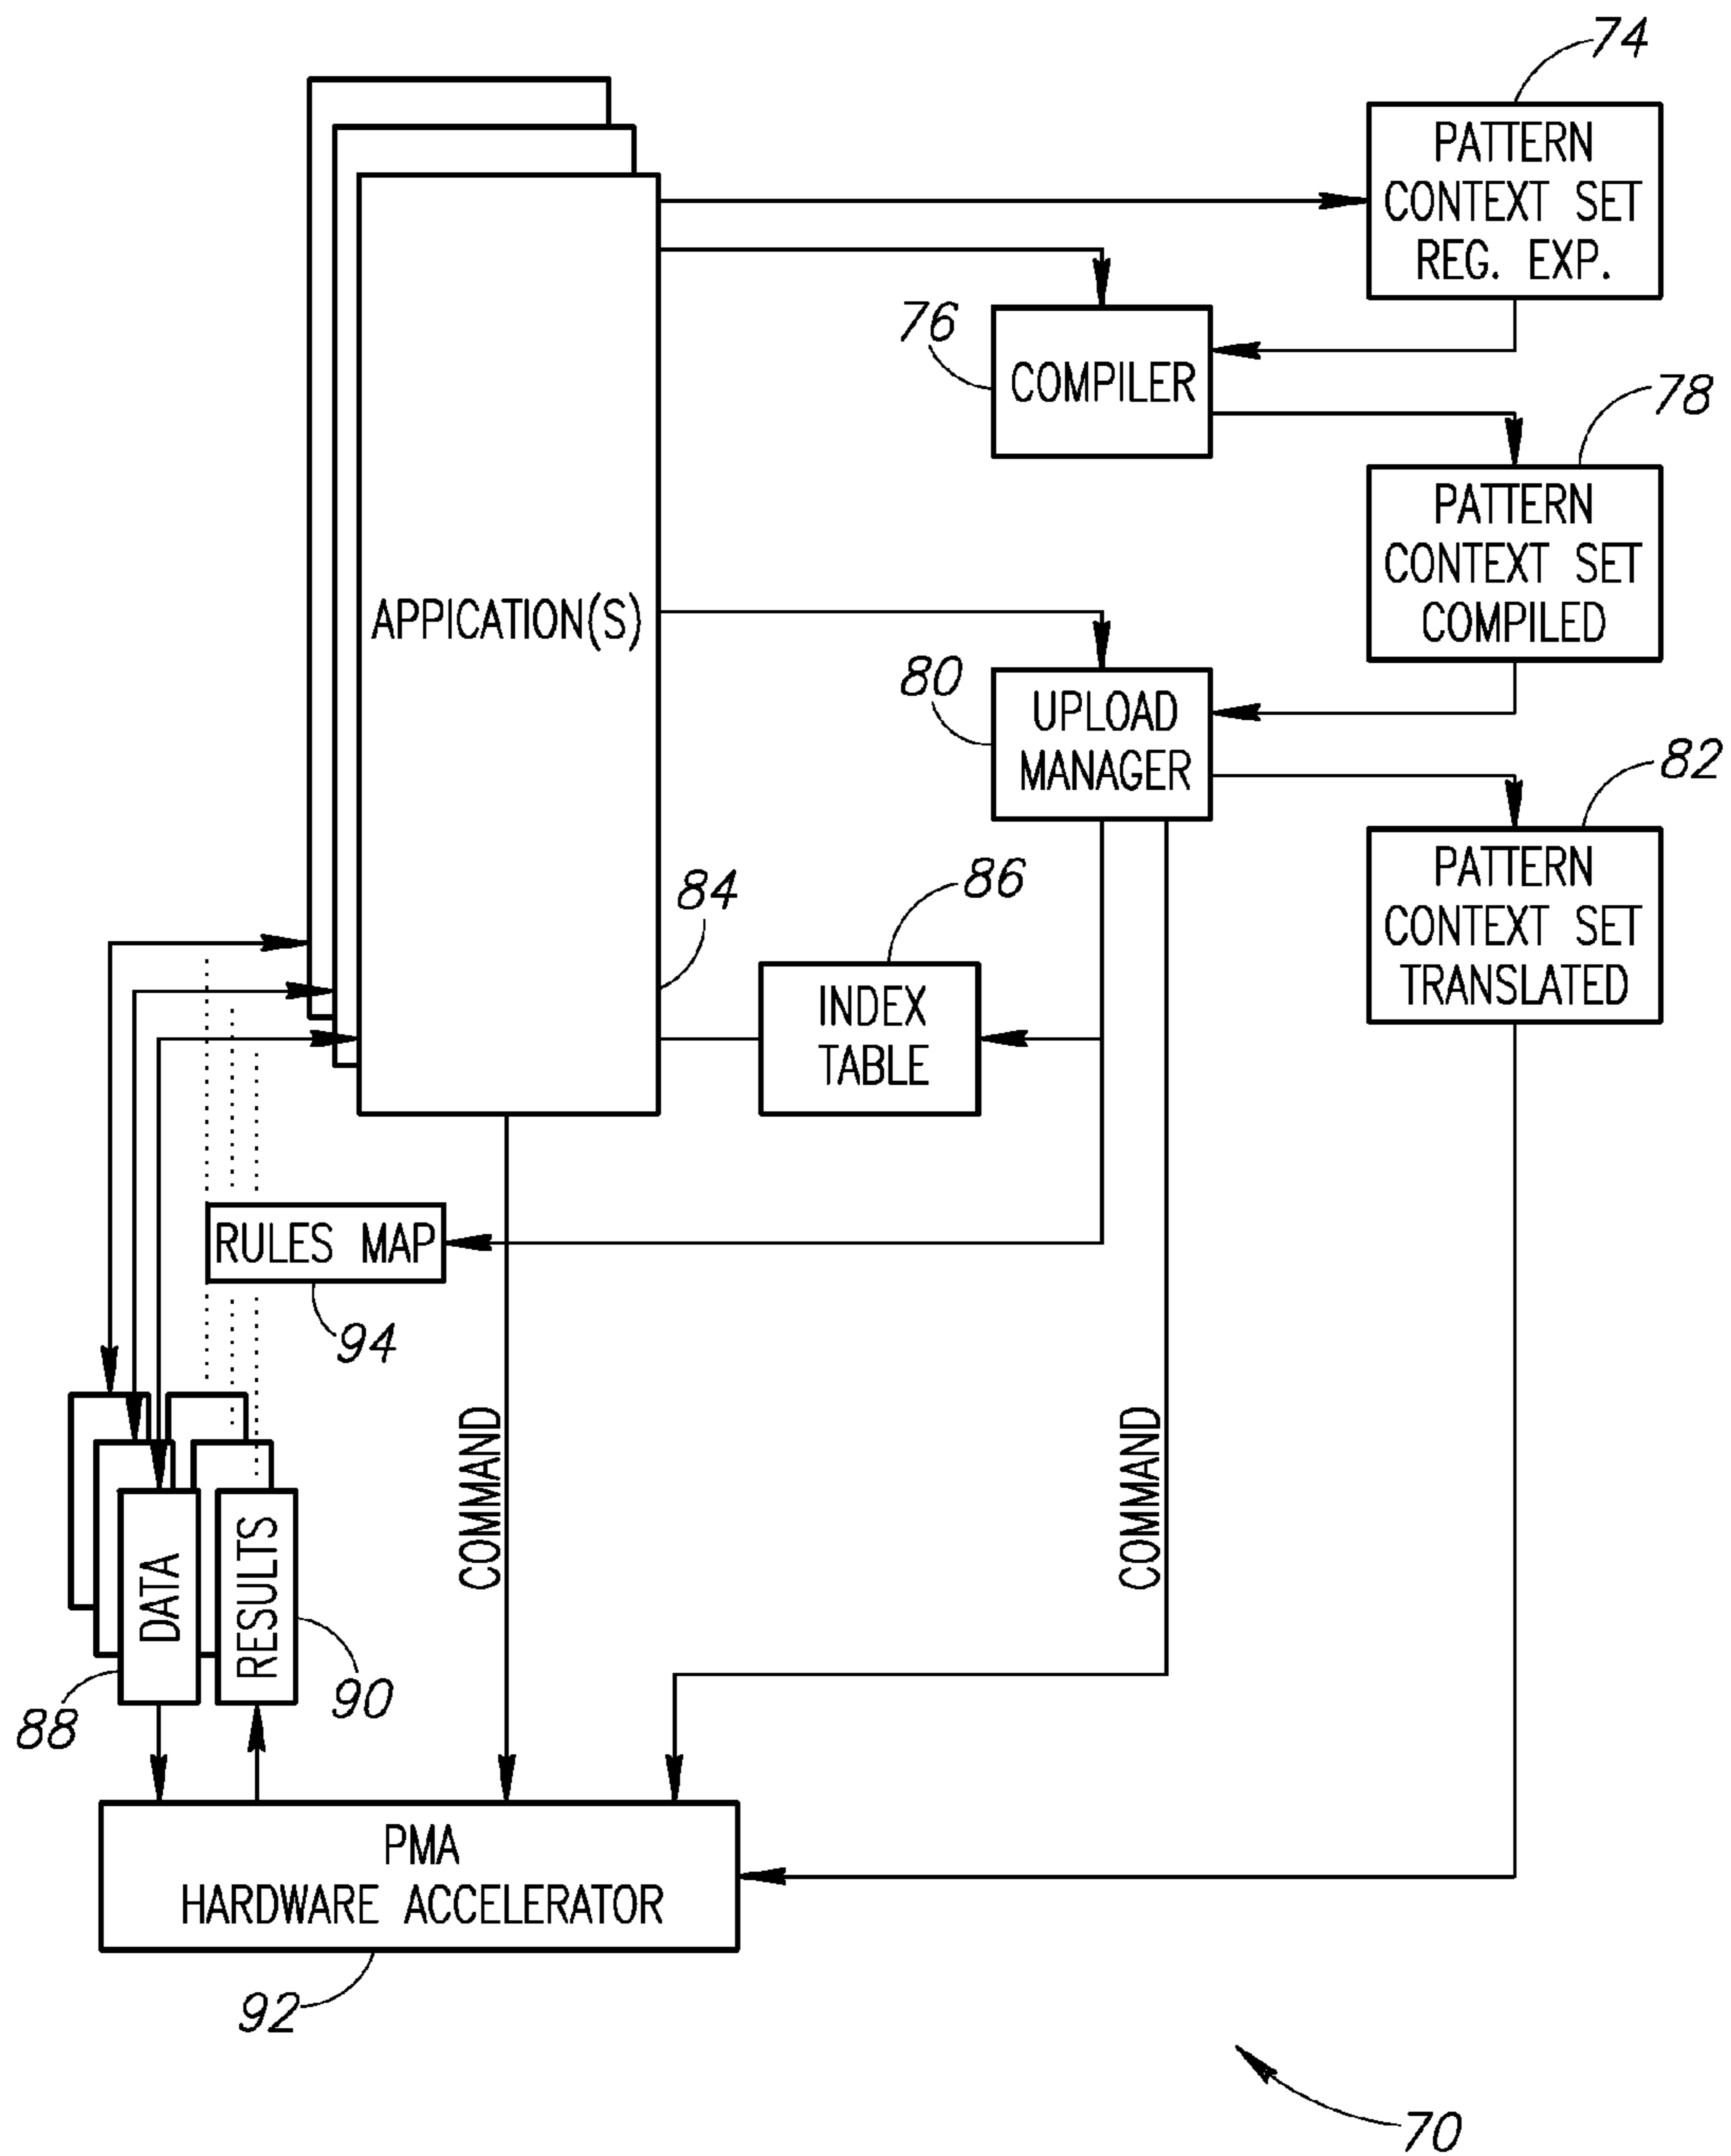 74
PATTERN
CONTEXT SET
REG. EXP.
76
COMPILER
78
PATTERN
CONTEXT SET
COMPILED
APPICATION(S)
80
UPLOAD
MANAGER
82
PATTERN
CONTEXT SET
TRANSLATED
84
86
INDEX
TABLE
RULES MAP
94
COMMAND
COMMAND
DATA
RESULTS
88
90
PMA
HARDWARE ACCELERATOR
92
70